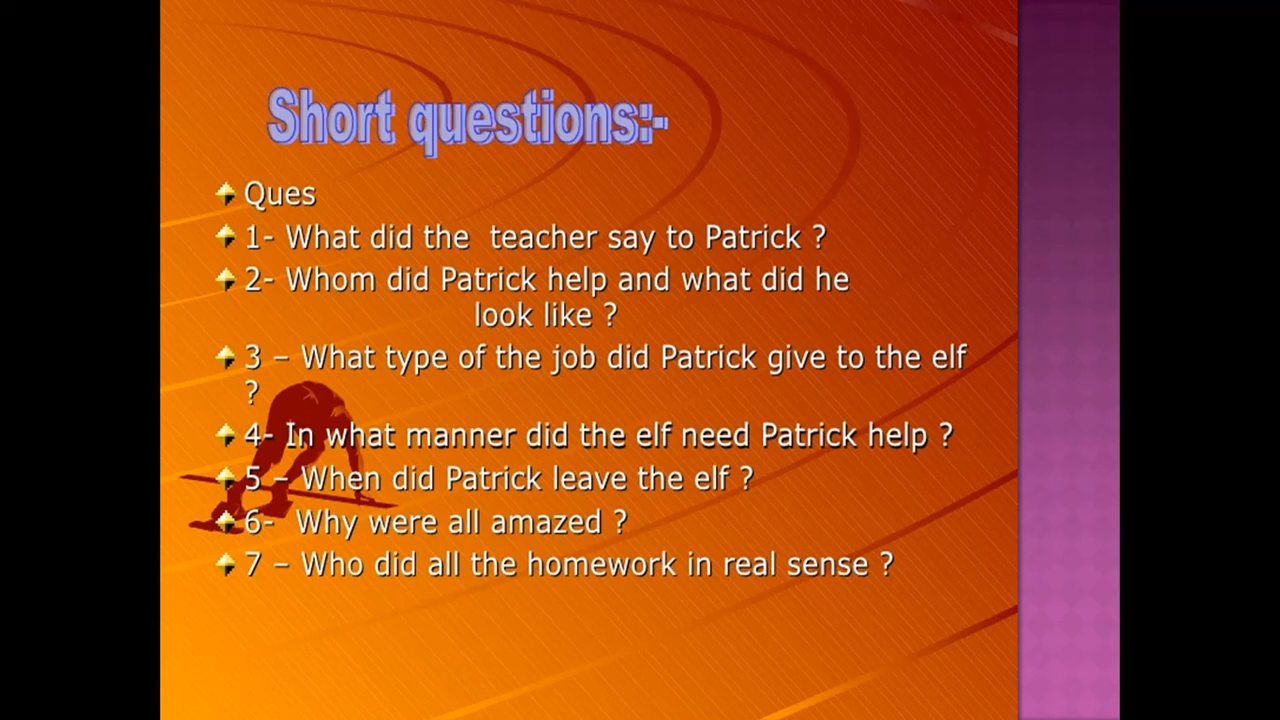 Short questions:-
Ques
1- What did the  teacher say to Patrick ?
2- Whom did Patrick help and what did he
look like ?
3 – What type of the job did Patrick give to the elf
?
4- In what manner did the elf need Patrick help ?
5 – When did Patrick leave the elf ?
6-  Why were all amazed ?
7 – Who did all the homework in real sense ?